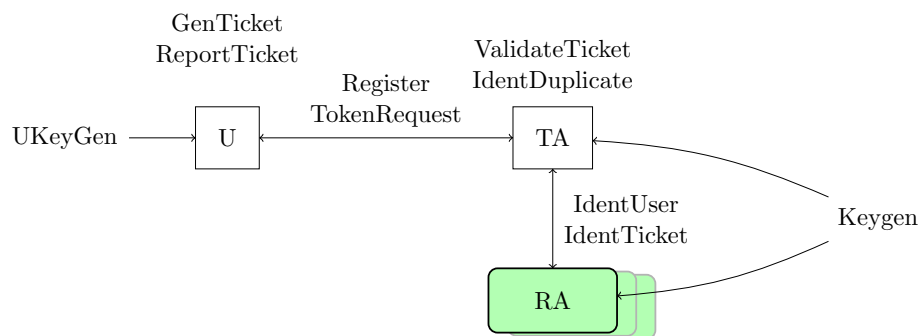 GenTicket
ReportTicket
ValidateTicket
IdentDuplicate
Register
TokenRequest
UKeyGen
U
TA
IdentUser
IdentTicket
Keygen
RA